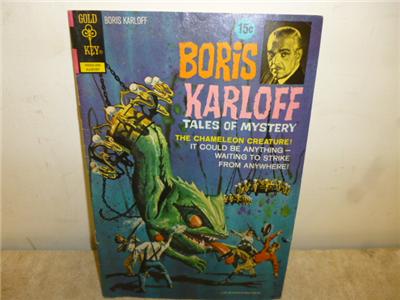 GOLD
KEY
BORIS KARLOFF
15¢
BORIS
KARLOFF
TALES OF MYSTERY
THE CHAMELEON CREATURE!
IT COULD BE ANYTHING—
WAITING TO STRIKE
FROM ANYWHERE!